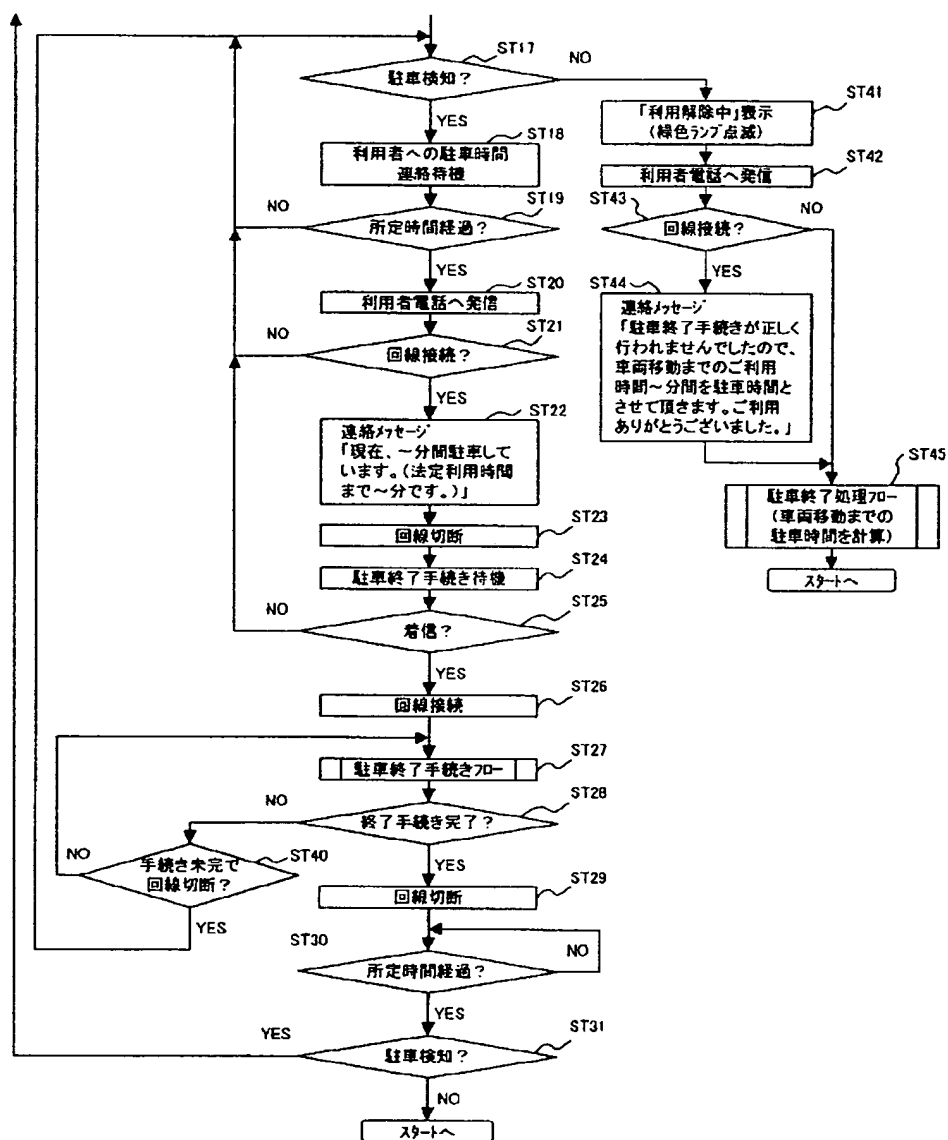 ST17
駐車検知？
NO
YES
ST18
利用者への駐車時間
連絡待機
NO
ST19
所定時間経過？
YES
ST20
利用者電話へ発信
NO
ST21
回線接続？
YES
ST22
連絡メッセージ
「現在、～分間駐車して
います。(法定利用時間
まで～分です。)」
ST23
回線切断
ST24
駐車終了手続き待機
NO
ST25
着信？
YES
ST26
回線接続
ST27
駐車終了手続きフロー
NO
ST28
終了手続き完了？
NO
ST40
手続き未完で
回線切断？
YES
YES
ST29
回線切断
ST30
NO
所定時間経過？
YES
YES
ST31
駐車検知？
NO
スタートへ
ST41
「利用解除中」表示
(緑色ランプ点滅)
ST42
利用者電話へ発信
ST43
NO
回線接続？
YES
ST44
連絡メッセージ
「駐車終了手続きが正しく
行われませんでしたので、
車両移動までのご利用
時間～分間を駐車時間と
させて頂きます。ご利用
ありがとうございました。」
ST45
駐車終了処理フロー
(車両移動までの
駐車時間を計算)
スタートへ